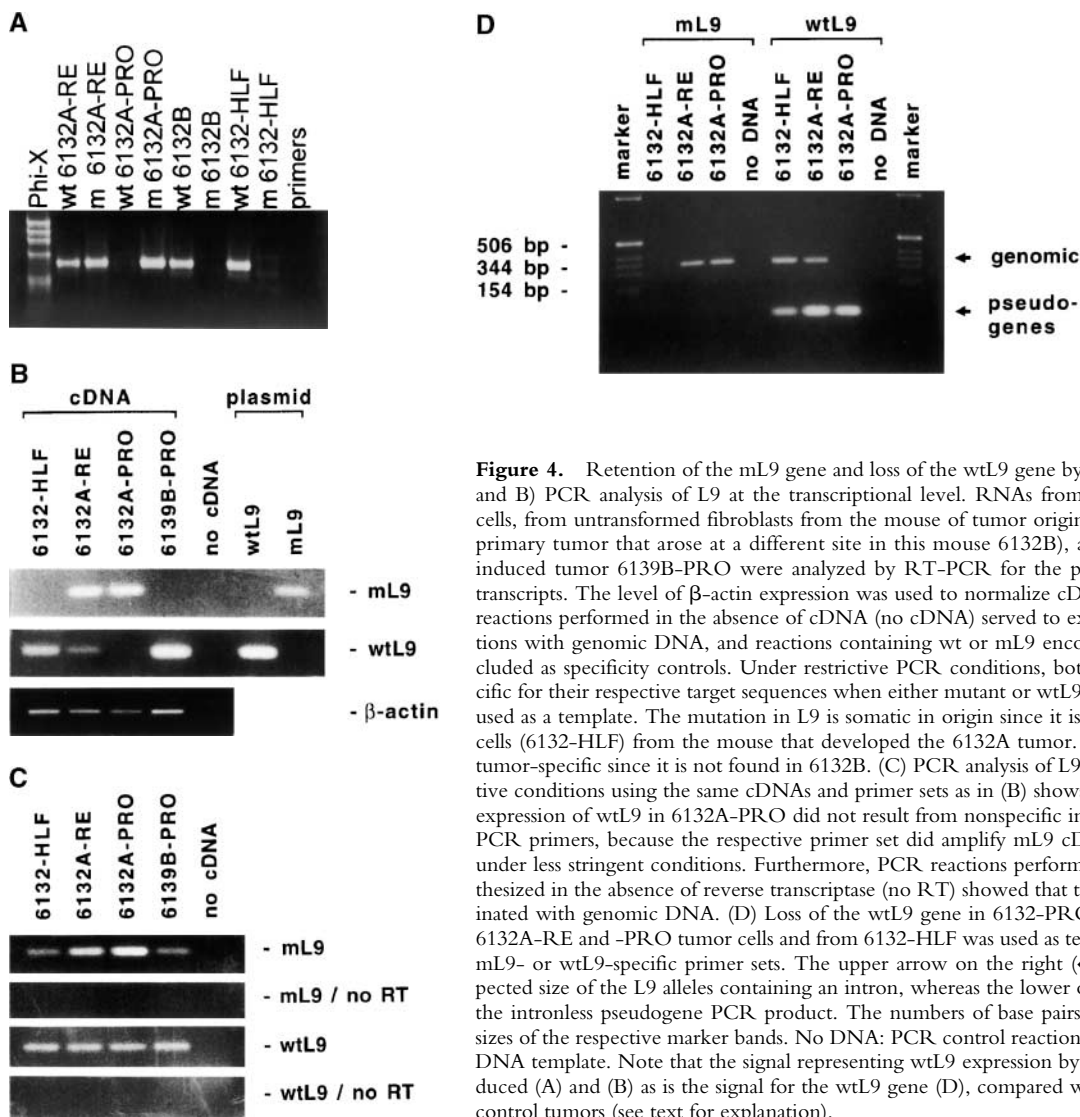 A
Phi-X
wt 6132A-RE
m 6132A-RE
wt 6132A-PRO
m 6132A-PRO
wt 6132B
m 6132B
wt 6132-HLF
m 6132-HLF
primers
B
cDNA
plasmid
6132-HLF
6132A-RE
6132A-PRO
6139B-PRO
no cDNA
wtL9
mL9
- mL9
- wtL9
- β-actin
C
6132-HLF
6132A-RE
6132A-PRO
6139B-PRO
no cDNA
- mL9
- mL9 / no RT
- wtL9
- wtL9 / no RT
D
mL9
wtL9
marker
6132-HLF
6132A-RE
6132A-PRO
no DNA
6132-HLF
6132A-RE
6132A-PRO
no DNA
marker
506 bp -
344 bp -
154 bp -
genomic
pseudo-
genes
Figure 4. Retention of the mL9 gene and loss of the wtL9 gene by
and B) PCR analysis of L9 at the transcriptional level. RNAs from
cells, from untransformed fibroblasts from the mouse of tumor origin
primary tumor that arose at a different site in this mouse 6132B), a
induced tumor 6139B-PRO were analyzed by RT-PCR for the p
transcripts. The level of β-actin expression was used to normalize cD
reactions performed in the absence of cDNA (no cDNA) served to ex
tions with genomic DNA, and reactions containing wt or mL9 enco
cluded as specificity controls. Under restrictive PCR conditions, bot
cific for their respective target sequences when either mutant or wtL9
used as a template. The mutation in L9 is somatic in origin since it is
cells (6132-HLF) from the mouse that developed the 6132A tumor.
tumor-specific since it is not found in 6132B. (C) PCR analysis of L9
tive conditions using the same cDNAs and primer sets as in (B) shows
expression of wtL9 in 6132A-PRO did not result from nonspecific in
PCR primers, because the respective primer set did amplify mL9 cD
under less stringent conditions. Furthermore, PCR reactions perform
thesized in the absence of reverse transcriptase (no RT) showed that t
inated with genomic DNA. (D) Loss of the wtL9 gene in 6132-PRO
6132A-RE and -PRO tumor cells and from 6132-HLF was used as te
mL9- or wtL9-specific primer sets. The upper arrow on the right (
pected size of the L9 alleles containing an intron, whereas the lower
the intronless pseudogene PCR product. The numbers of base pairs
sizes of the respective marker bands. No DNA: PCR control reaction
DNA template. Note that the signal representing wtL9 expression by
duced (A) and (B) as is the signal for the wtL9 gene (D), compared w
control tumors (see text for explanation).